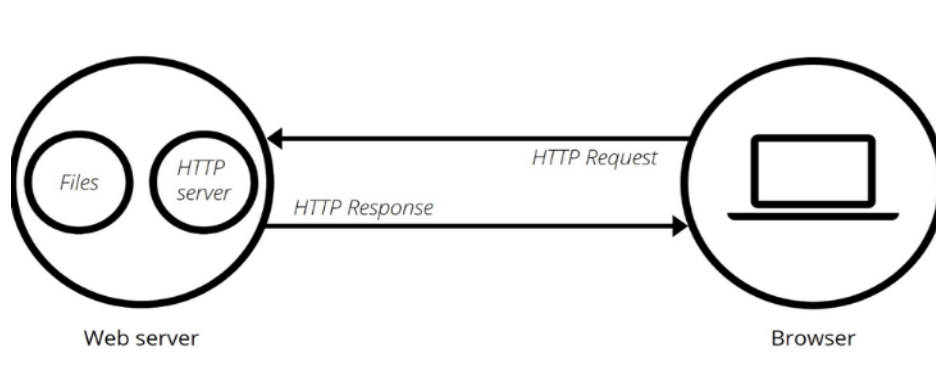 Files
HTTP
server
HTTP Request
HTTP Response
Web server
Browser